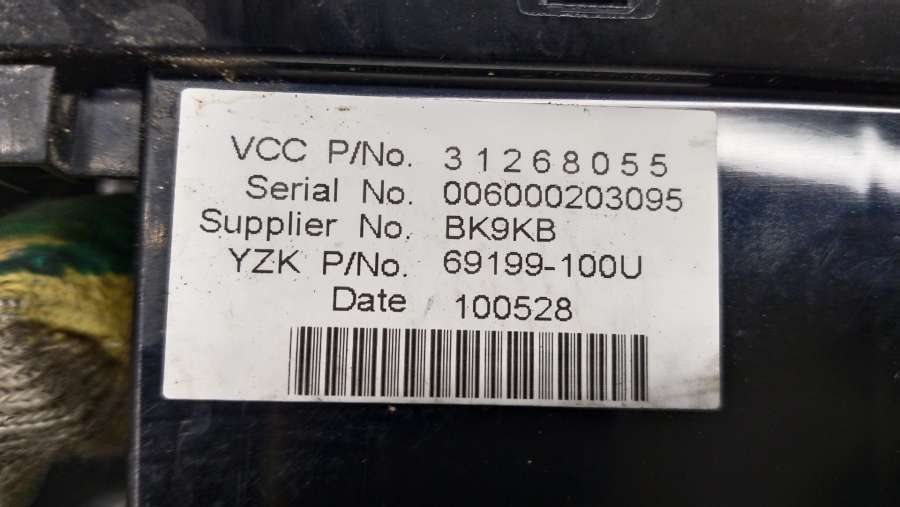 VCC P/No. 31268055
Serial No. 006000203095
Supplier No. BK9KB
YZK P/No. 69199-100U
Date 100528